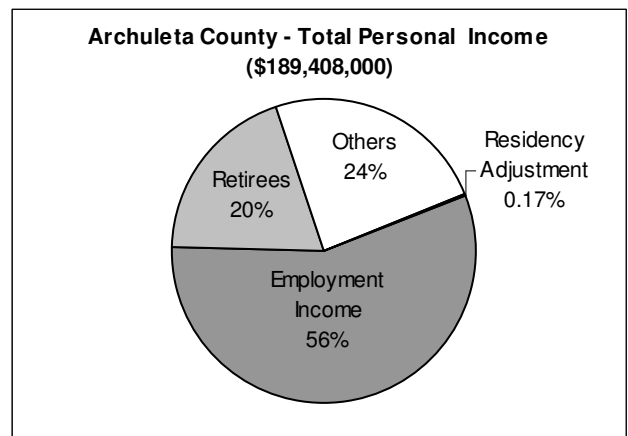 Archuleta County - Total Personal Income
($189,408,000)
Others
24%
Residency
Adjustment
0.17%
Retirees
20%
Employment
Income
56%